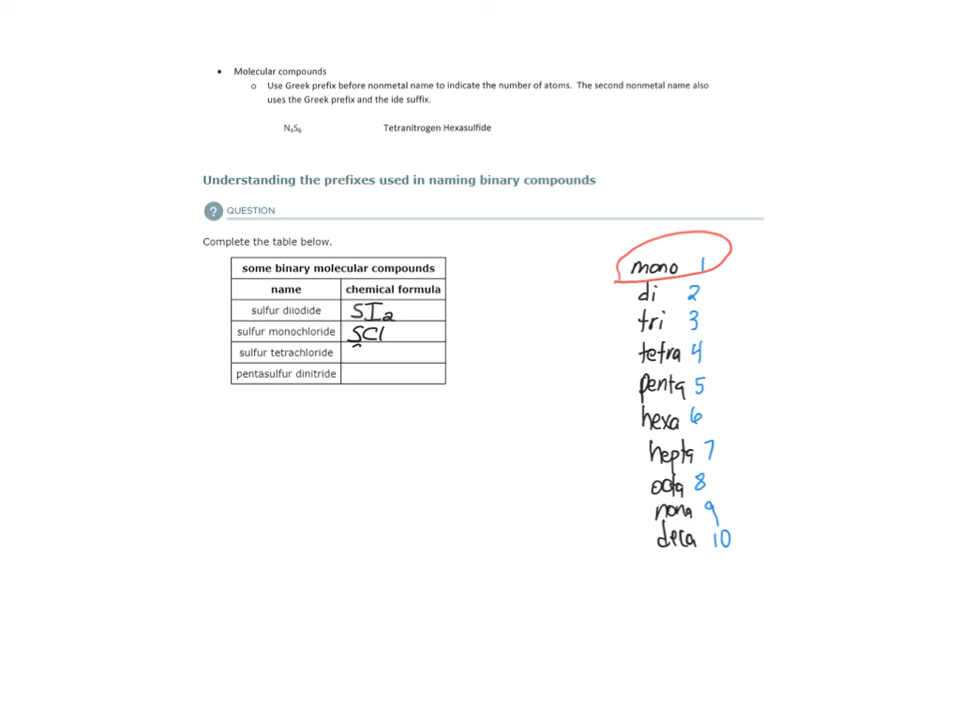 • Molecular compounds
o Use Greek prefix before nonmetal name to indicate the number of atoms. The second nonmetal name also
uses the Greek prefix and the ide suffix.
N₄S₆ Tetranitrogen Hexasulfide
Understanding the prefixes used in naming binary compounds
? QUESTION
Complete the table below.
some binary molecular compounds
name chemical formula
sulfur diiodide SI₂
sulfur monochloride SCl
sulfur tetrachloride
pentasulfur dinitride
mono 1
di 2
tri 3
tetra 4
penta 5
hexa 6
hepta 7
octa 8
nona 9
deca 10